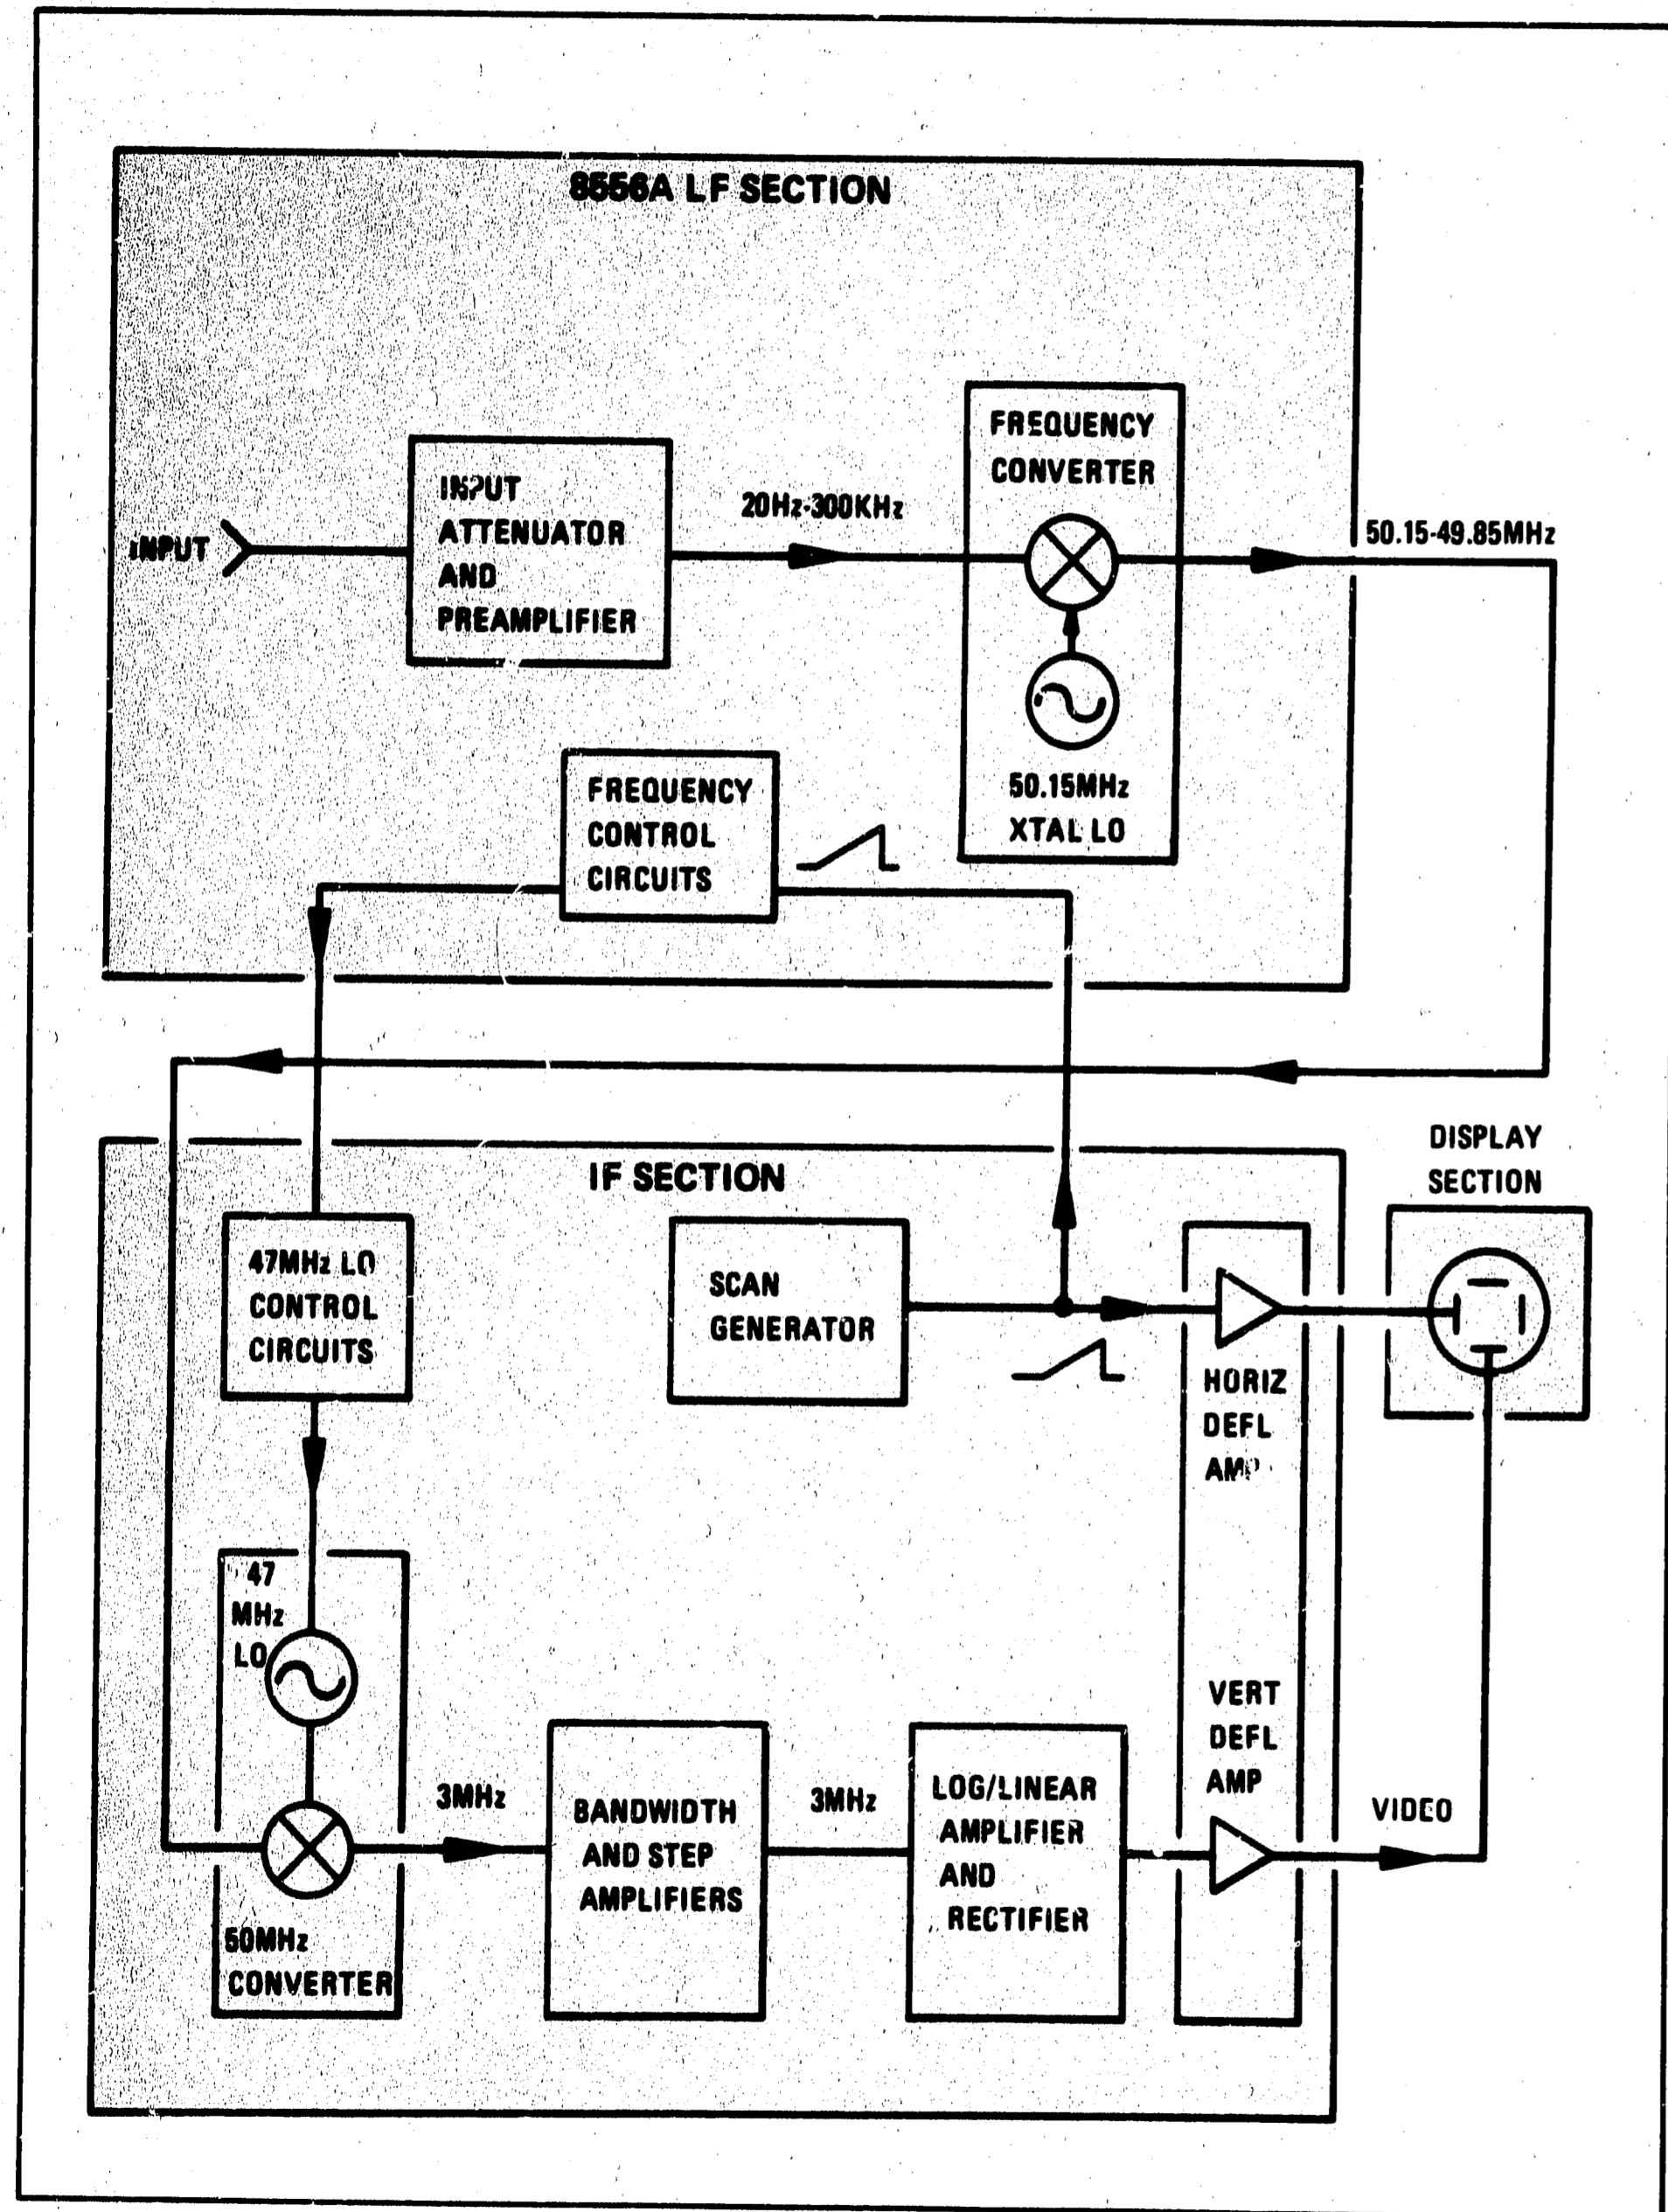 8556A LF SECTION
FREQUENCY
CONVERTER
INPUT
ATTENUATOR
AND
PREAMPLIFIER
20Hz-300KHz
INPUT
50.15-49.85MHz
50.15MHz
XTAL LO
FREQUENCY
CONTROL
CIRCUITS
DISPLAY
SECTION
IF SECTION
47MHz LO
CONTROL
CIRCUITS
SCAN
GENERATOR
HORIZ
DEFL
AMP
47
MHz
LO
VERT
DEFL
AMP
3MHz
BANDWIDTH
AND STEP
AMPLIFIERS
3MHz
LOG/LINEAR
AMPLIFIER
AND
RECTIFIER
VIDEO
50MHz
CONVERTER